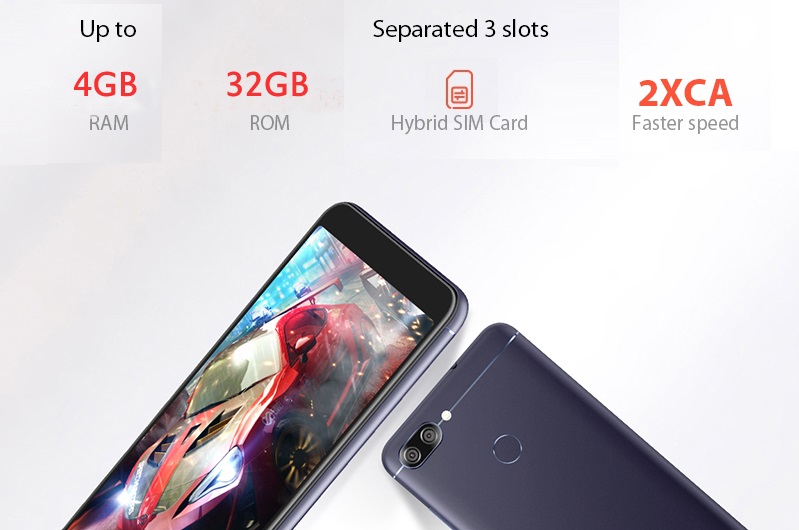 Up to
4GB
RAM
32GB
ROM
Separated 3 slots
Hybrid SIM Card
2XCA
Faster speed